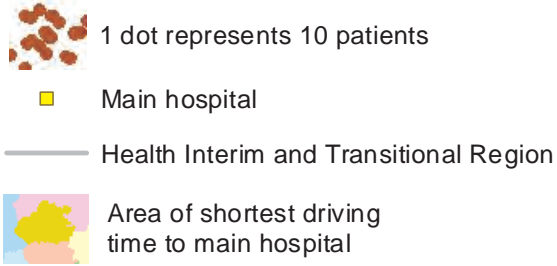 1 dot represents 10 patients
Main hospital
Health Interim and Transitional Region
Area of shortest driving
time to main hospital